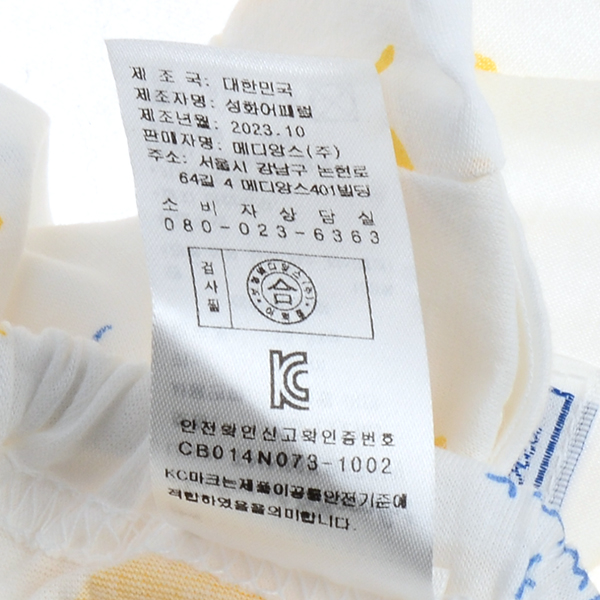 제 조 국: 대한민국
제조자명: 성화어패럴
제조년월: 2023.10
판매자명: 메디앙스(주)
주소: 서울시 강남구 논현로
64길 4 메디앙스401빌딩
소 비 자 상 담 실
080-023-6363
검사필
합
KC
안전확인신고확인증번호
CB014N073-1002
KC마크는제품이공통안전기준에
적합하였음을의미합니다.